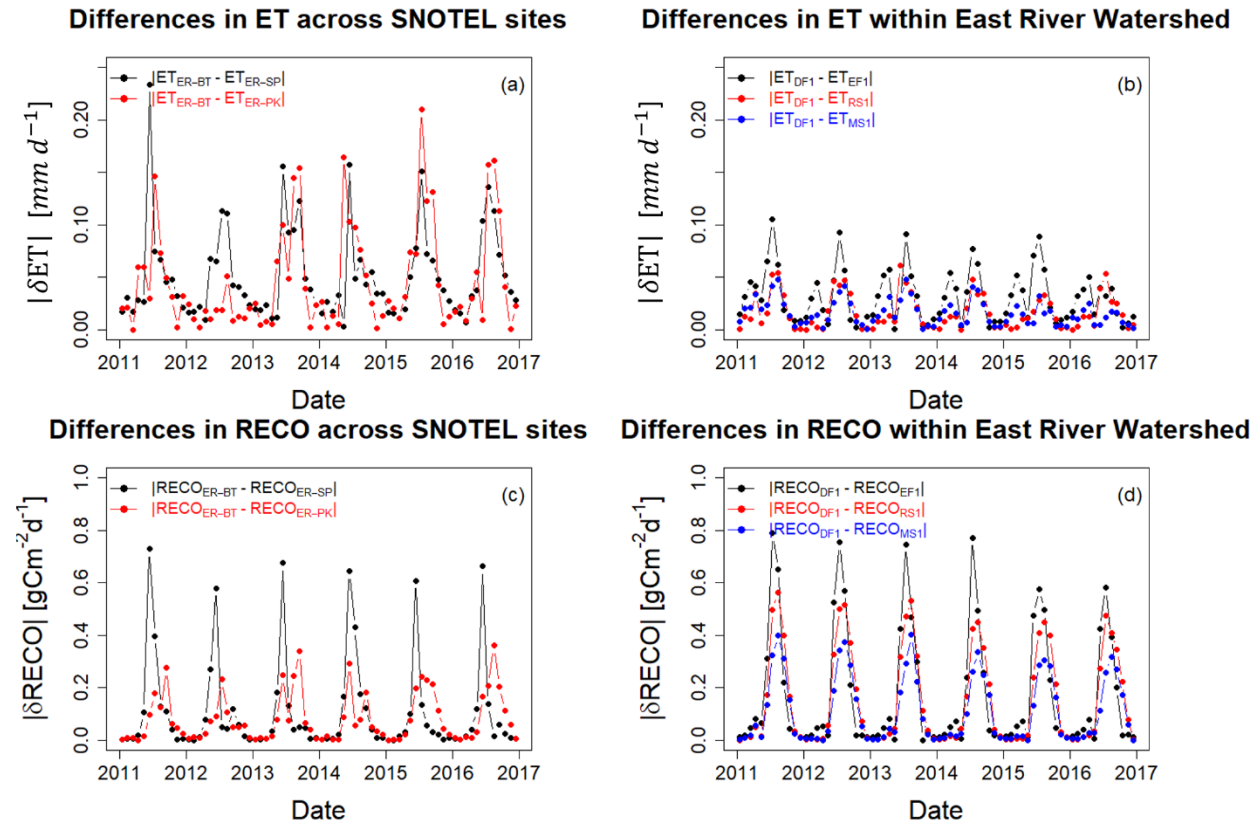 Differences in ET across SNOTEL sites
(a)
|ET_ER−BT - ET_ER−SP|
|ET_ER−BT - ET_ER−PK|
|δET| [mm d⁻¹]
0.20
0.10
0.00
2011 2012 2013 2014 2015 2016 2017
Date
Differences in ET within East River Watershed
(b)
|ET_DF1 - ET_EF1|
|ET_DF1 - ET_RS1|
|ET_DF1 - ET_MS1|
|δET| [mm d⁻¹]
0.20
0.10
0.00
2011 2012 2013 2014 2015 2016 2017
Date
Differences in RECO across SNOTEL sites
(c)
|RECO_ER−BT - RECO_ER−SP|
|RECO_ER−BT - RECO_ER−PK|
|δRECO| [gCm⁻²d⁻¹]
1.0
0.8
0.6
0.4
0.2
0.0
2011 2012 2013 2014 2015 2016 2017
Date
Differences in RECO within East River Watershed
(d)
|RECO_DF1 - RECO_EF1|
|RECO_DF1 - RECO_RS1|
|RECO_DF1 - RECO_MS1|
|δRECO| [gCm⁻²d⁻¹]
1.0
0.8
0.6
0.4
0.2
0.0
2011 2012 2013 2014 2015 2016 2017
Date